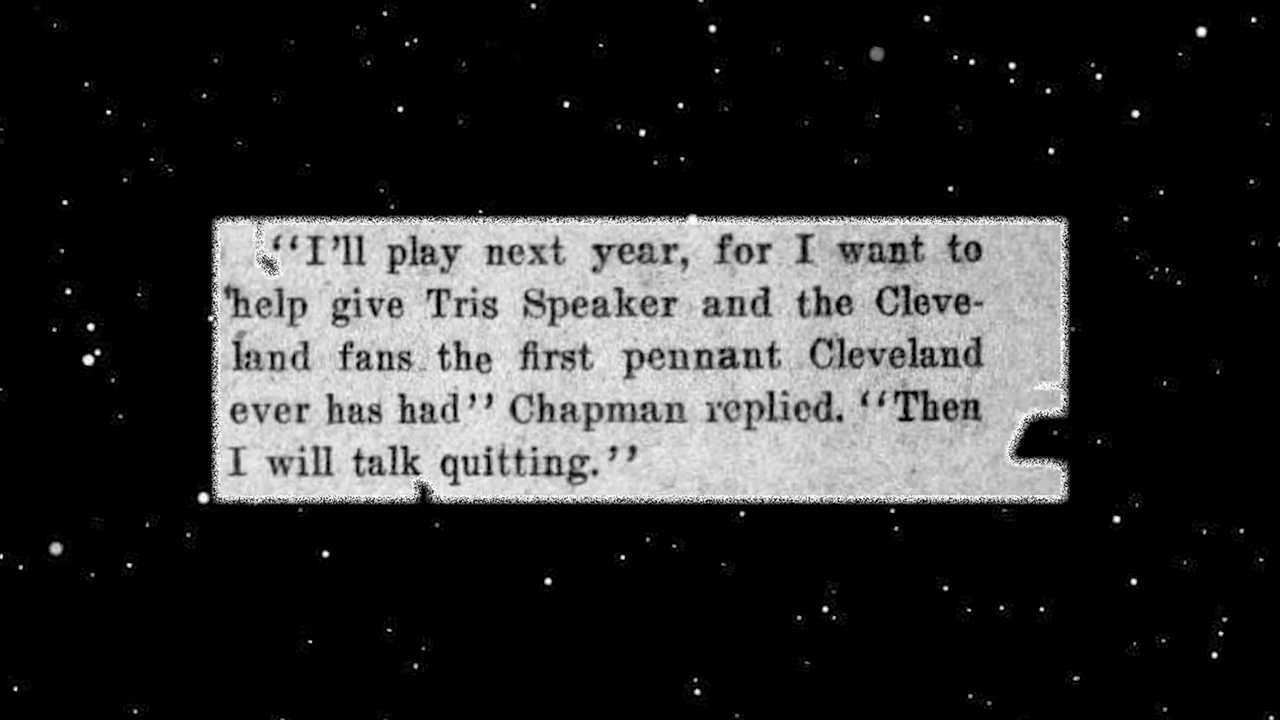 ‘‘I’ll play next year, for I want to
help give Tris Speaker and the Cleve-
land fans the first pennant Cleveland
ever has had’’ Chapman replied. ‘‘Then
I will talk quitting.’’